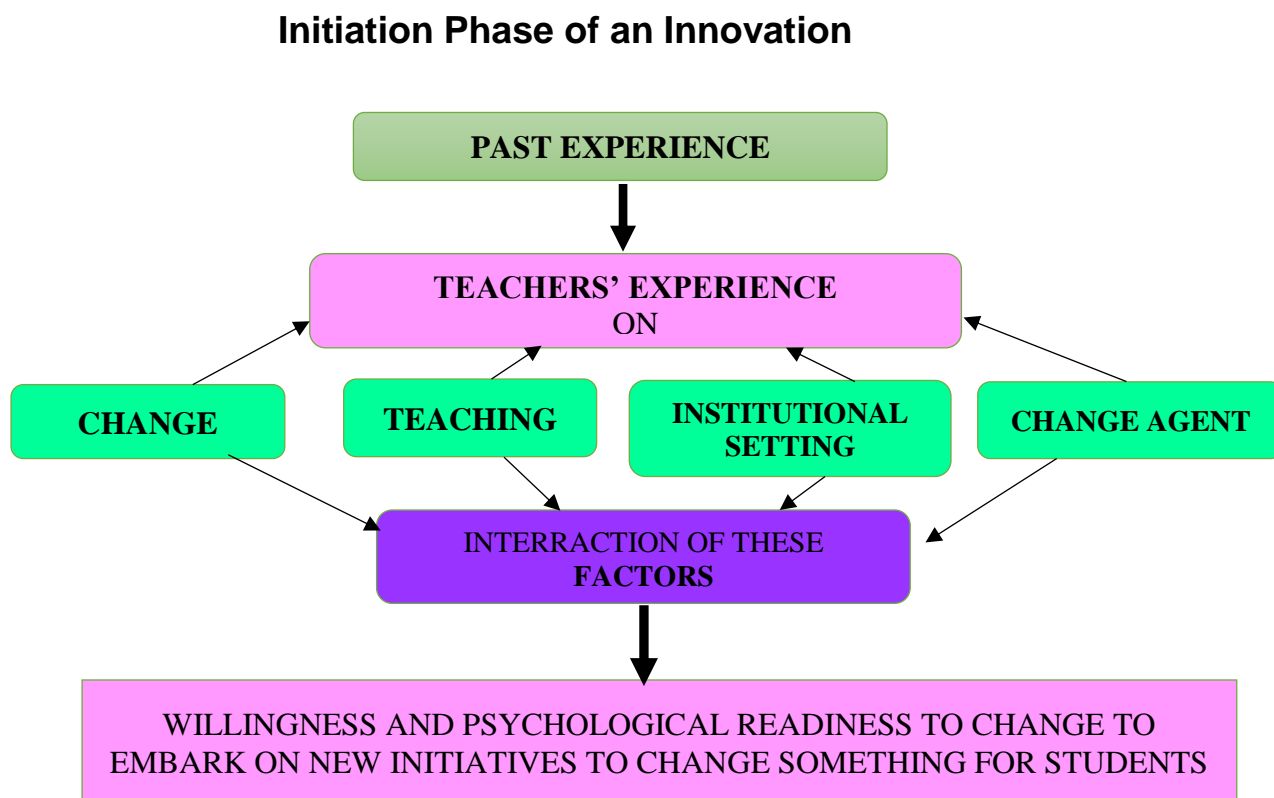 Initiation Phase of an Innovation
PAST EXPERIENCE
TEACHERS’ EXPERIENCE
ON
CHANGE
TEACHING
INSTITUTIONAL
SETTING
CHANGE AGENT
INTERRACTION OF THESE
FACTORS
WILLINGNESS AND PSYCHOLOGICAL READINESS TO CHANGE TO
EMBARK ON NEW INITIATIVES TO CHANGE SOMETHING FOR STUDENTS